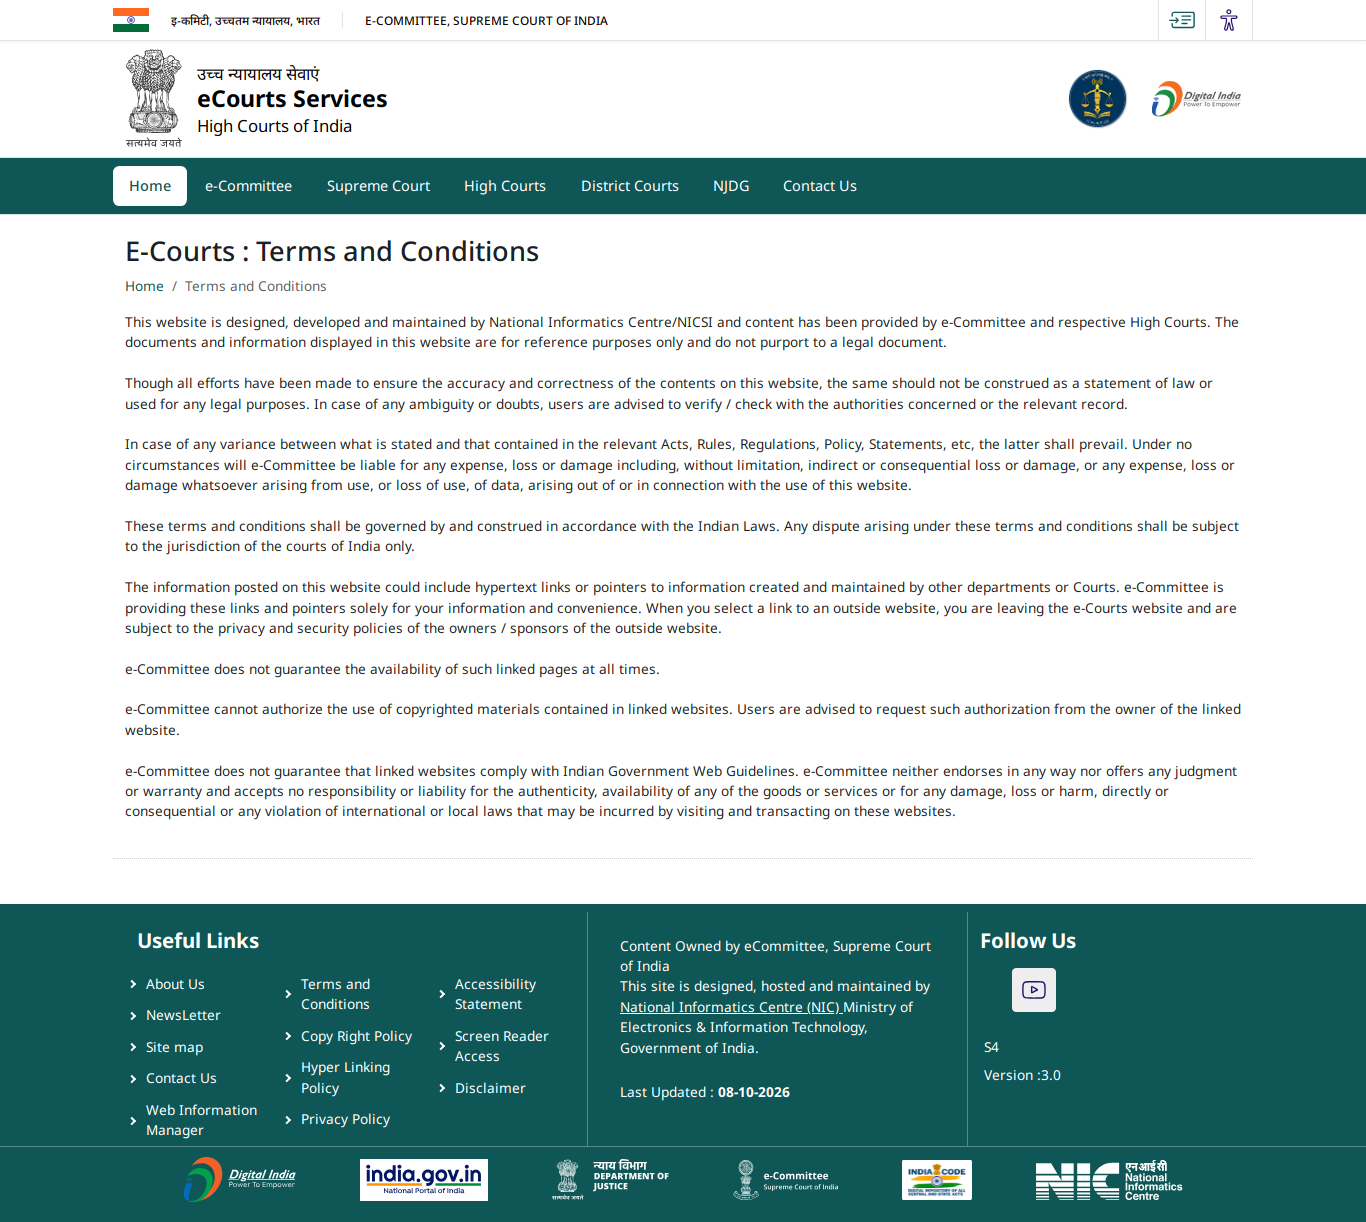 इ-कमिटी, उच्चतम न्यायालय, भारत
E-COMMITTEE, SUPREME COURT OF INDIA
सत्यमेव जयते
उच्च न्यायालय सेवाएं
eCourts Services
High Courts of India
Digital India
Power To Empower
Home
e-Committee
Supreme Court
High Courts
District Courts
NJDG
Contact Us
E-Courts : Terms and Conditions
Home / Terms and Conditions
This website is designed, developed and maintained by National Informatics Centre/NICSI and content has been provided by e-Committee and respective High Courts. The
documents and information displayed in this website are for reference purposes only and do not purport to a legal document.
Though all efforts have been made to ensure the accuracy and correctness of the contents on this website, the same should not be construed as a statement of law or
used for any legal purposes. In case of any ambiguity or doubts, users are advised to verify / check with the authorities concerned or the relevant record.
In case of any variance between what is stated and that contained in the relevant Acts, Rules, Regulations, Policy, Statements, etc, the latter shall prevail. Under no
circumstances will e-Committee be liable for any expense, loss or damage including, without limitation, indirect or consequential loss or damage, or any expense, loss or
damage whatsoever arising from use, or loss of use, of data, arising out of or in connection with the use of this website.
These terms and conditions shall be governed by and construed in accordance with the Indian Laws. Any dispute arising under these terms and conditions shall be subject
to the jurisdiction of the courts of India only.
The information posted on this website could include hypertext links or pointers to information created and maintained by other departments or Courts. e-Committee is
providing these links and pointers solely for your information and convenience. When you select a link to an outside website, you are leaving the e-Courts website and are
subject to the privacy and security policies of the owners / sponsors of the outside website.
e-Committee does not guarantee the availability of such linked pages at all times.
e-Committee cannot authorize the use of copyrighted materials contained in linked websites. Users are advised to request such authorization from the owner of the linked
website.
e-Committee does not guarantee that linked websites comply with Indian Government Web Guidelines. e-Committee neither endorses in any way nor offers any judgment
or warranty and accepts no responsibility or liability for the authenticity, availability of any of the goods or services or for any damage, loss or harm, directly or
consequential or any violation of international or local laws that may be incurred by visiting and transacting on these websites.
Useful Links
About Us
NewsLetter
Site map
Contact Us
Web Information
Manager
Terms and
Conditions
Copy Right Policy
Hyper Linking
Policy
Privacy Policy
Accessibility
Statement
Screen Reader
Access
Disclaimer
Content Owned by eCommittee, Supreme Court
of India
This site is designed, hosted and maintained by
National Informatics Centre (NIC) Ministry of
Electronics & Information Technology,
Government of India.
Last Updated : 08-10-2026
Follow Us
S4
Version :3.0
Digital India
Power To Empower
india.gov.in
National Portal of India
सत्यमेव जयते
न्याय विभाग
DEPARTMENT OF
JUSTICE
e-Committee
Supreme Court of India
INDIA CODE
DIGITAL REPOSITORY OF ALL
CENTRAL AND STATE ACTS
NIC
एनआईसी
National
Informatics
Centre